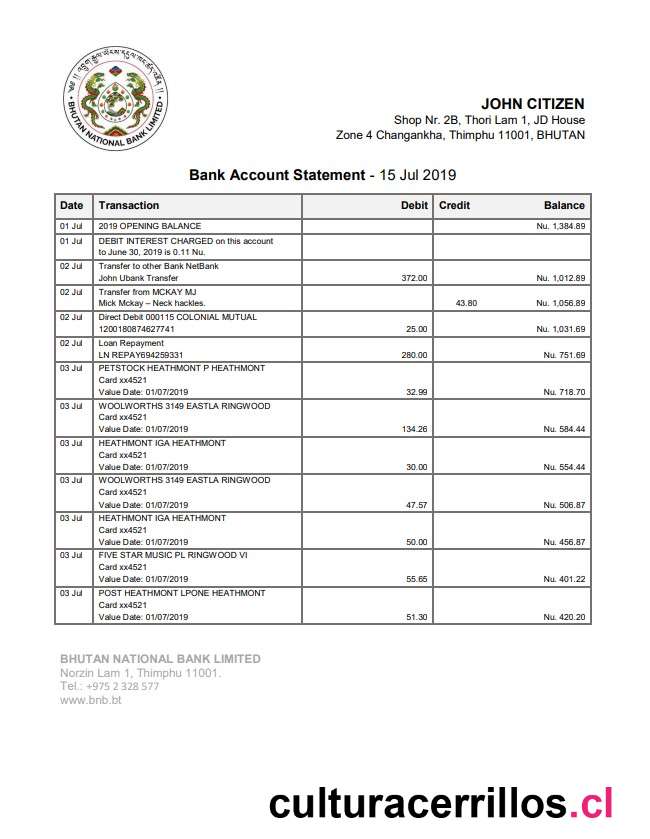 BHUTAN NATIONAL BANK LIMITED
JOHN CITIZEN
Shop Nr. 2B, Thori Lam 1, JD House
Zone 4 Changankha, Thimphu 11001, BHUTAN
Bank Account Statement - 15 Jul 2019
Date Transaction Debit Credit Balance
01 Jul 2019 OPENING BALANCE Nu. 1,384.89
01 Jul DEBIT INTEREST CHARGED on this account
to June 30, 2019 is 0.11 Nu.
02 Jul Transfer to other Bank NetBank
John Ubank Transfer 372.00 Nu. 1,012.89
02 Jul Transfer from MCKAY MJ
Mick Mckay – Neck hackles. 43.80 Nu. 1,056.89
02 Jul Direct Debit 000115 COLONIAL MUTUAL
1200180874627741 25.00 Nu. 1,031.69
02 Jul Loan Repayment
LN REPAY694259331 280.00 Nu. 751.69
03 Jul PETSTOCK HEATHMONT P HEATHMONT
Card xx4521
Value Date: 01/07/2019 32.99 Nu. 718.70
03 Jul WOOLWORTHS 3149 EASTLA RINGWOOD
Card xx4521
Value Date: 01/07/2019 134.26 Nu. 584.44
03 Jul HEATHMONT IGA HEATHMONT
Card xx4521
Value Date: 01/07/2019 30.00 Nu. 554.44
03 Jul WOOLWORTHS 3149 EASTLA RINGWOOD
Card xx4521
Value Date: 01/07/2019 47.57 Nu. 506.87
03 Jul HEATHMONT IGA HEATHMONT
Card xx4521
Value Date: 01/07/2019 50.00 Nu. 456.87
03 Jul FIVE STAR MUSIC PL RINGWOOD VI
Card xx4521
Value Date: 01/07/2019 55.65 Nu. 401.22
03 Jul POST HEATHMONT LPONE HEATHMONT
Card xx4521
Value Date: 01/07/2019 51.30 Nu. 420.20
BHUTAN NATIONAL BANK LIMITED
Norzin Lam 1, Thimphu 11001.
Tel.: +975 2 328 577
www.bnb.bt
culturacerrillos.cl